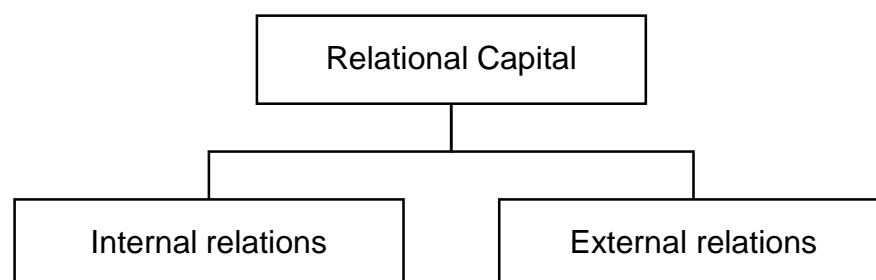 Relational Capital
Internal relations
External relations